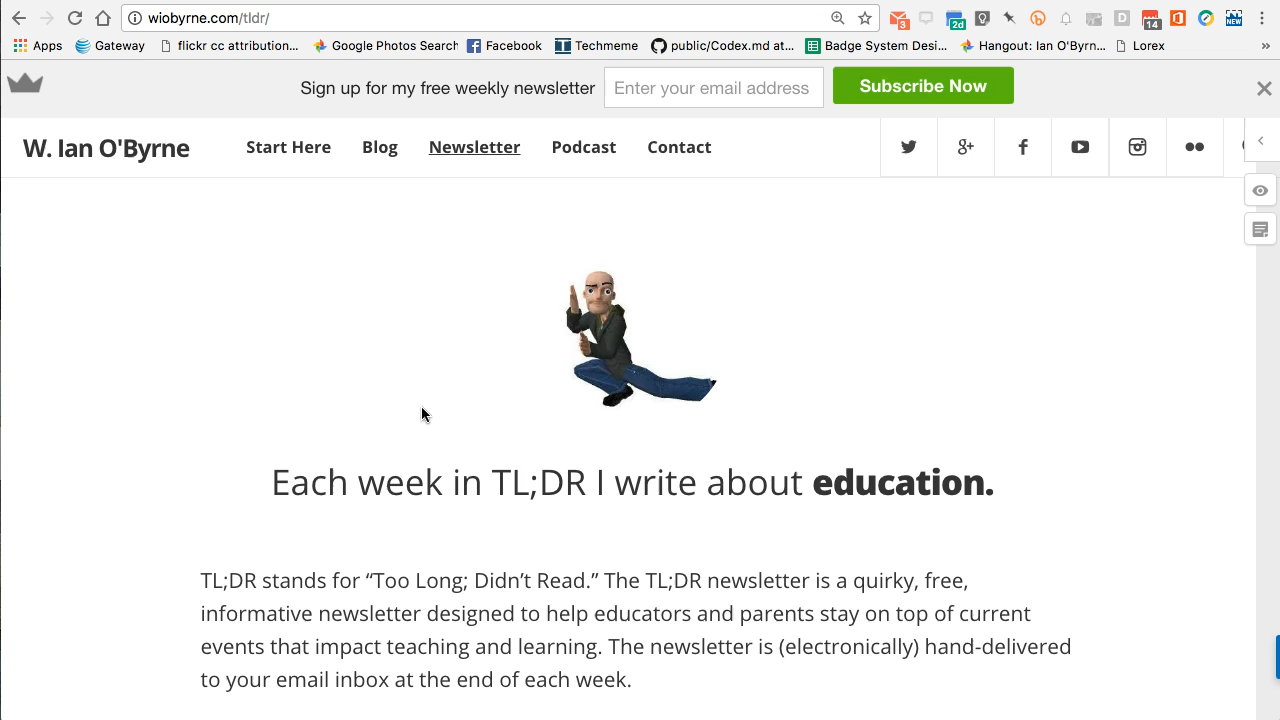 wiobyrne.com/tldr/
3
2d
D
14
NEW
Apps Gateway flickr cc attribution... Google Photos Search Facebook Techmeme public/Codex.md at... Badge System Desi... Hangout: Ian O'Bryn... Lorex »
Sign up for my free weekly newsletter Enter your email address Subscribe Now
W. Ian O'Byrne Start Here Blog Newsletter Podcast Contact
Each week in TL;DR I write about education.
TL;DR stands for “Too Long; Didn’t Read.” The TL;DR newsletter is a quirky, free,
informative newsletter designed to help educators and parents stay on top of current
events that impact teaching and learning. The newsletter is (electronically) hand-delivered
to your email inbox at the end of each week.